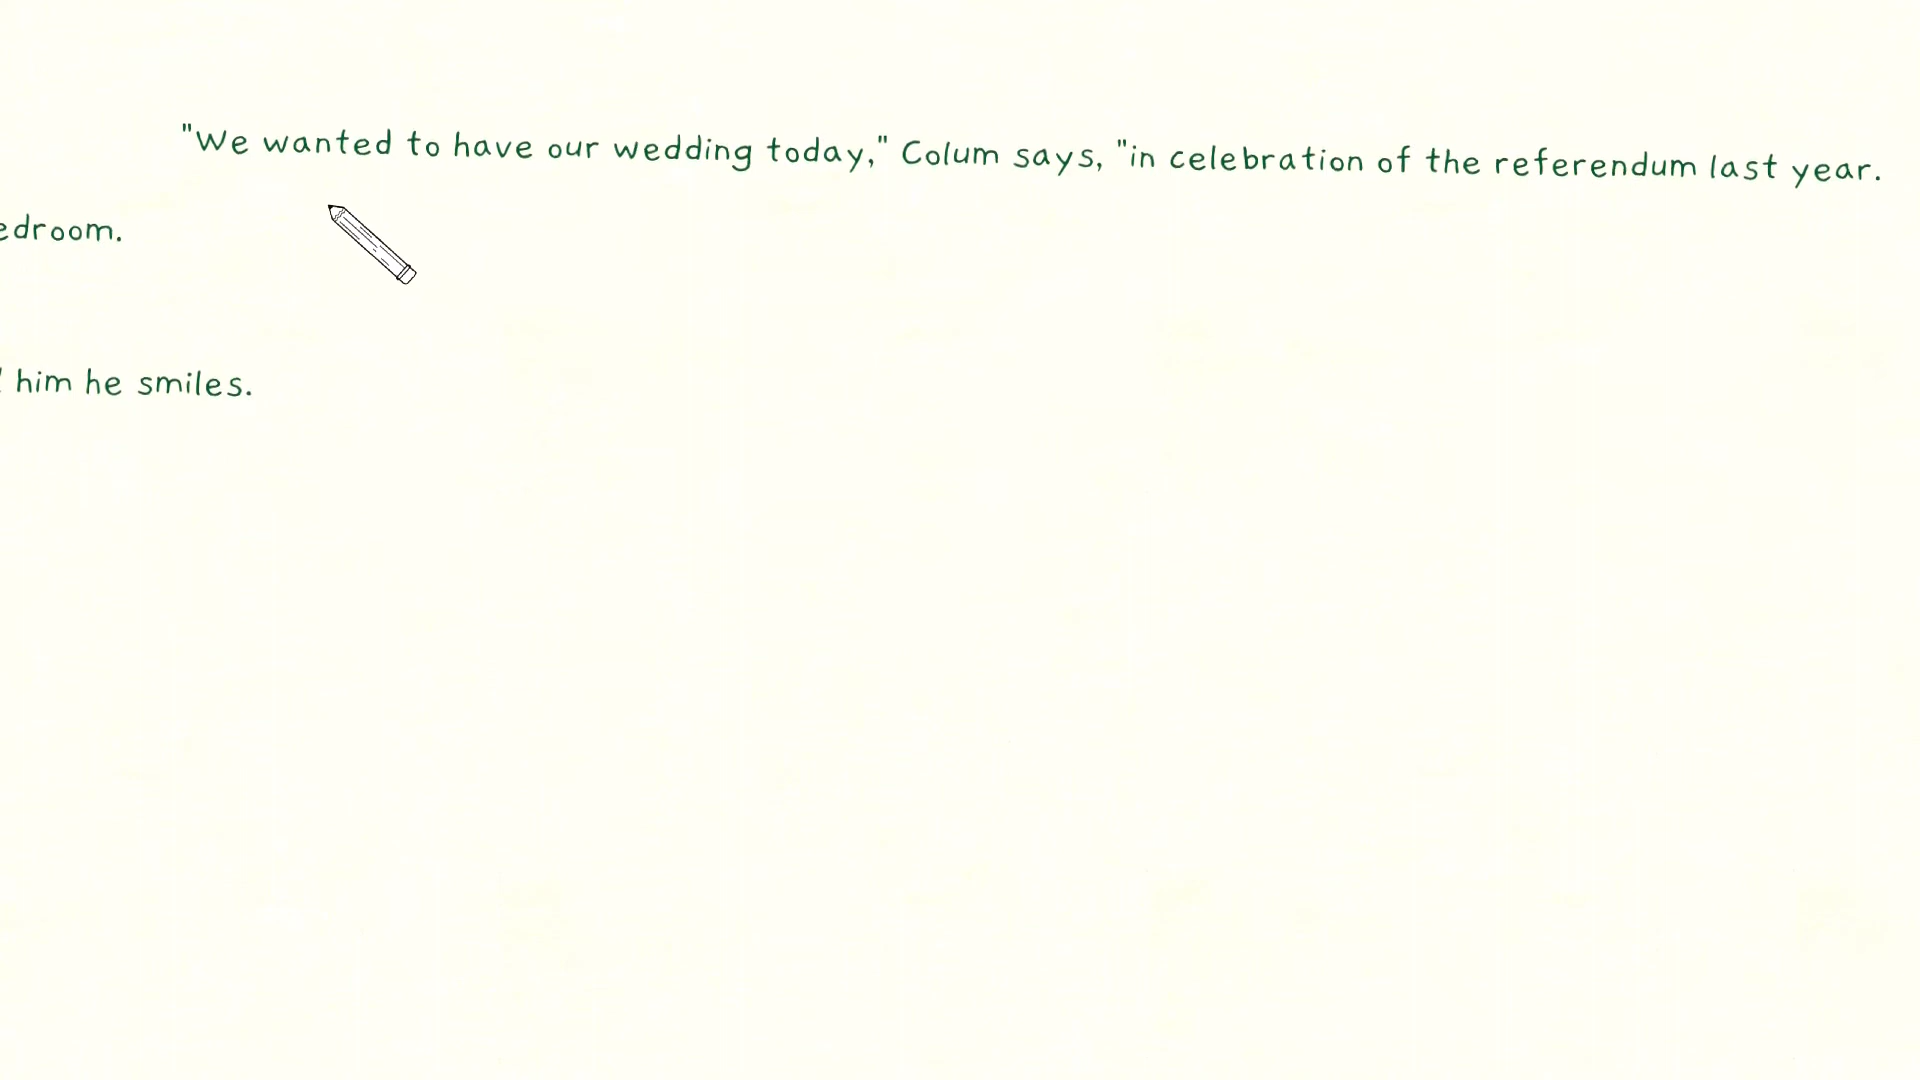 "We wanted to have our wedding today," Colum says, "in celebration of the referendum last year.
him he smiles.